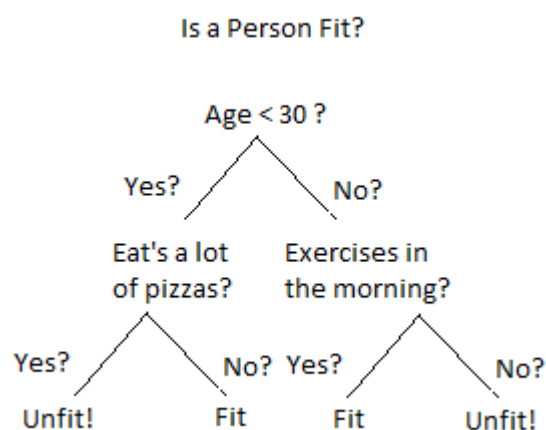 Is a Person Fit?
Age < 30 ?
Yes?
No?
Eat's a lot
of pizzas?
Exercises in
the morning?
Yes?
No?
Yes?
No?
Unfit!
Fit
Fit
Unfit!